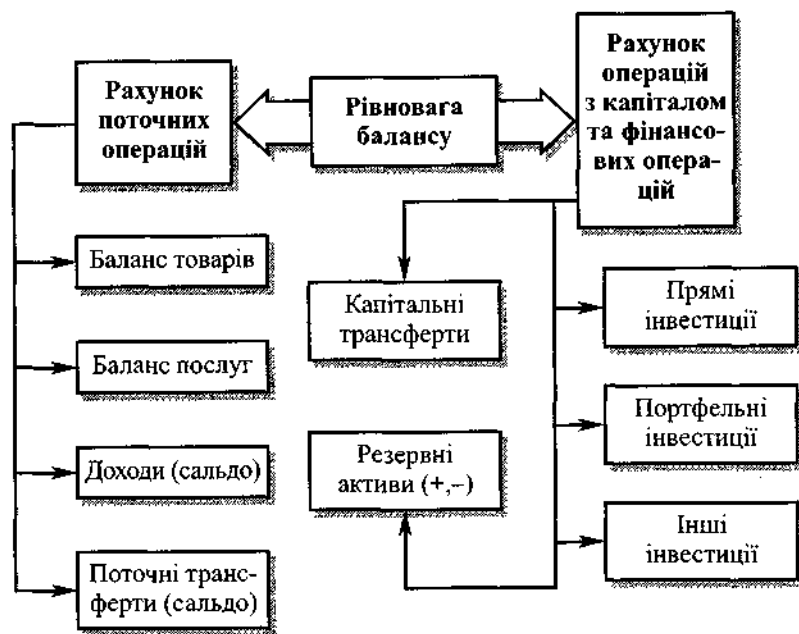 Рахунок
поточних
операцій
Рівновага
балансу
Рахунок
операцій
з капіталом
та фінансо-
вих опера-
цій
Баланс товарів
Баланс послуг
Доходи (сальдо)
Поточні транс-
ферти (сальдо)
Капітальні
трансферти
Резервні
активи (+,–)
Прямі
інвестиції
Портфельні
інвестиції
Інші
інвестиції